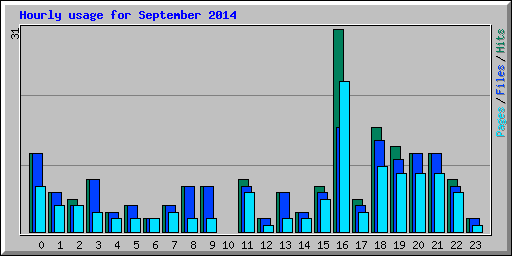 Hourly usage for September 2014
31
Pages/Files/Hits
0 1 2 3 4 5 6 7 8 9 10 11 12 13 14 15 16 17 18 19 20 21 22 23